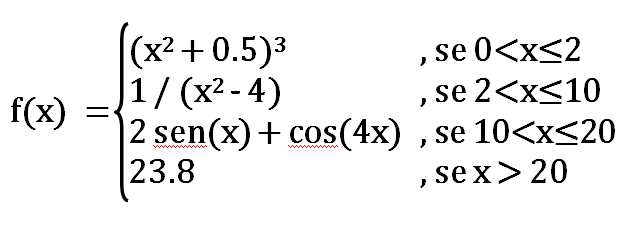 (x² + 0.5)³ , se 0<x≤2
1 / (x² - 4) , se 2<x≤10
f(x) =
2 sen(x) + cos(4x) , se 10<x≤20
23.8 , se x > 20